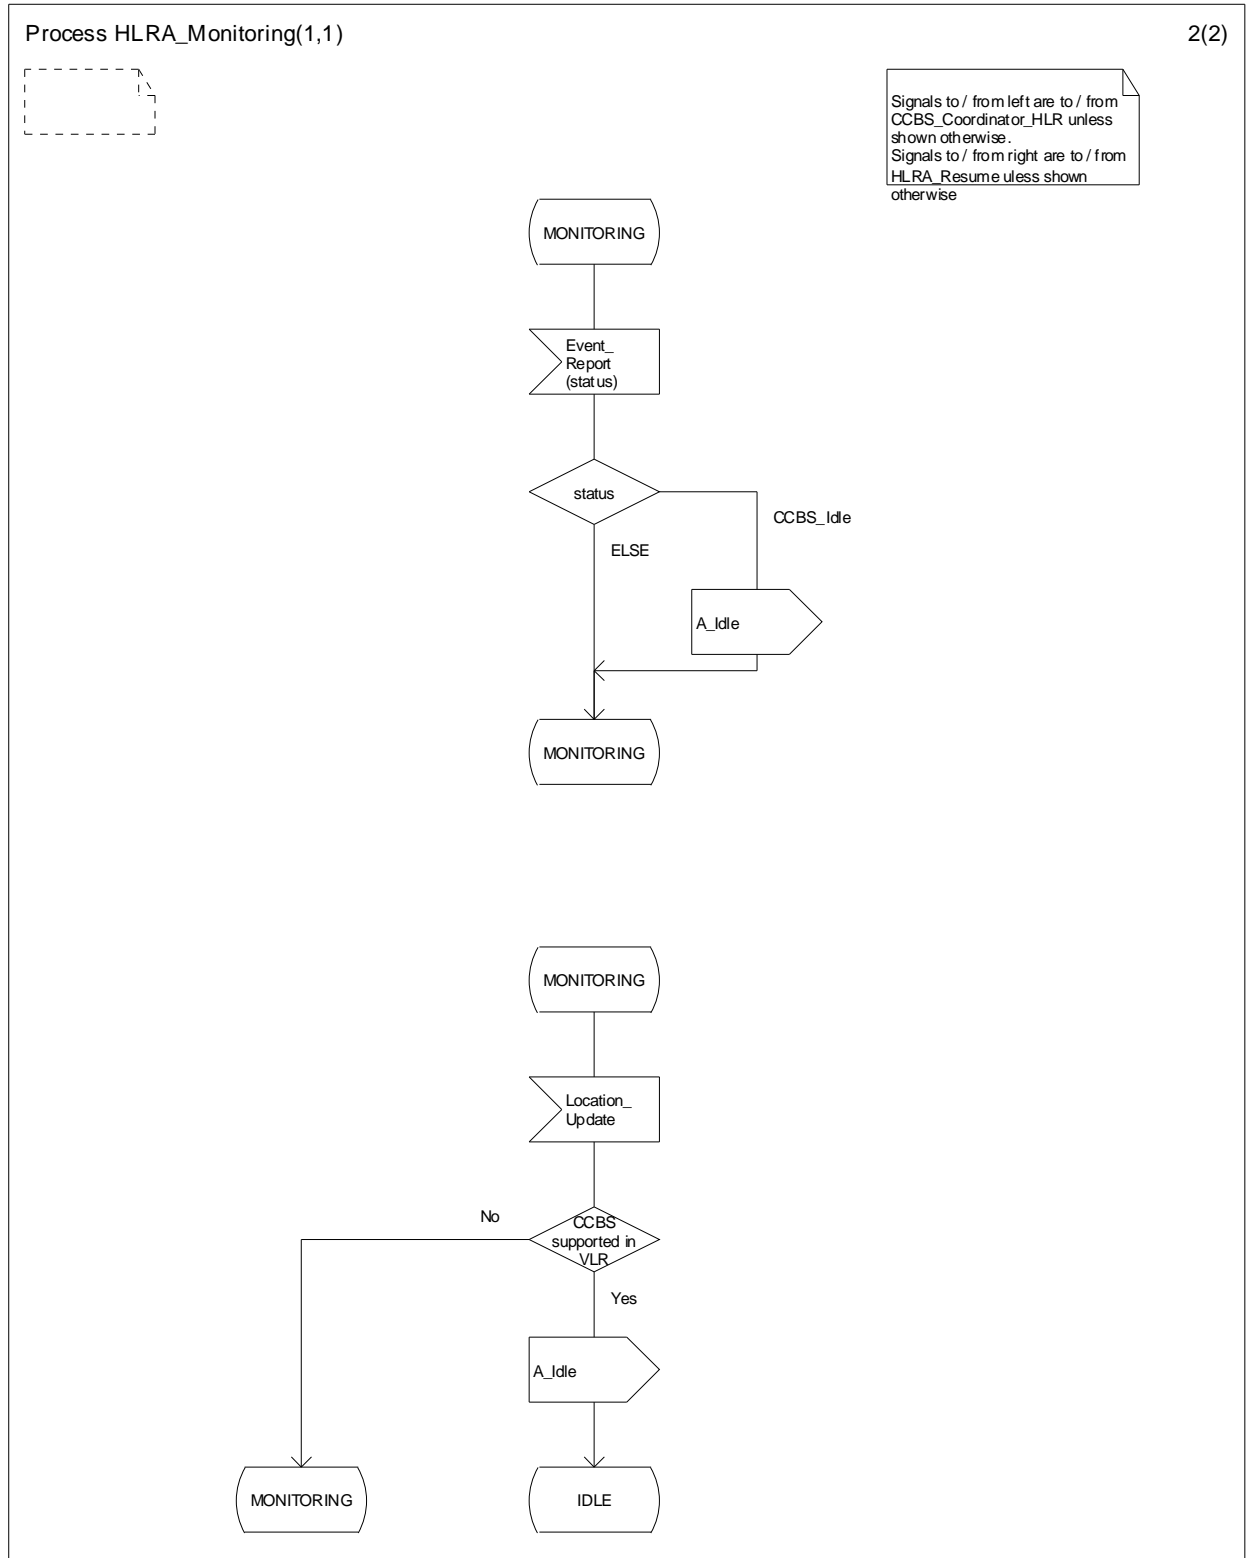 Process HLRA_Monitoring(1,1)
2(2)
Signals to / from left are to / from
CCBS_Coordinator_HLR unless
shown otherwise.
Signals to / from right are to / from
HLRA_Resume uless shown
otherwise
MONITORING
Event_
Report
(status)
status
CCBS_Idle
ELSE
A_Idle
MONITORING
MONITORING
Location_
Update
No
CCBS
supported in
VLR
Yes
A_Idle
MONITORING
IDLE